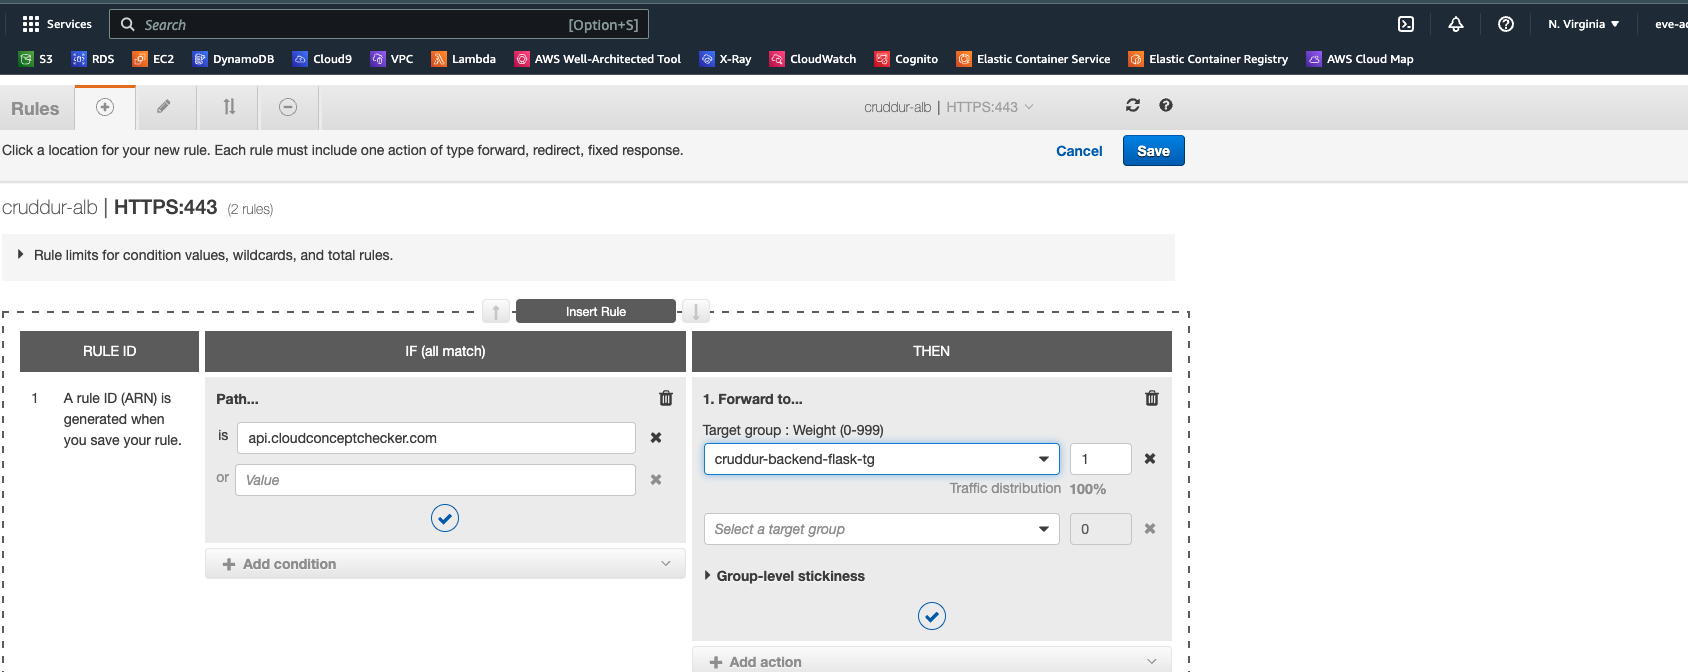 Services
Search [Option+S]
N. Virginia
S3 RDS EC2 DynamoDB Cloud9 VPC Lambda AWS Well-Architected Tool X-Ray CloudWatch Cognito Elastic Container Service Elastic Container Registry AWS Cloud Map
Rules cruddur-alb | HTTPS:443
Click a location for your new rule. Each rule must include one action of type forward, redirect, fixed response.
Cancel Save
cruddur-alb | HTTPS:443 (2 rules)
Rule limits for condition values, wildcards, and total rules.
Insert Rule
RULE ID IF (all match) THEN
1 A rule ID (ARN) is
generated when
you save your rule.
Path...
is api.cloudconceptchecker.com
or Value
Add condition
1. Forward to...
Target group : Weight (0-999)
cruddur-backend-flask-tg 1
Traffic distribution 100%
Select a target group 0
Group-level stickiness
Add action